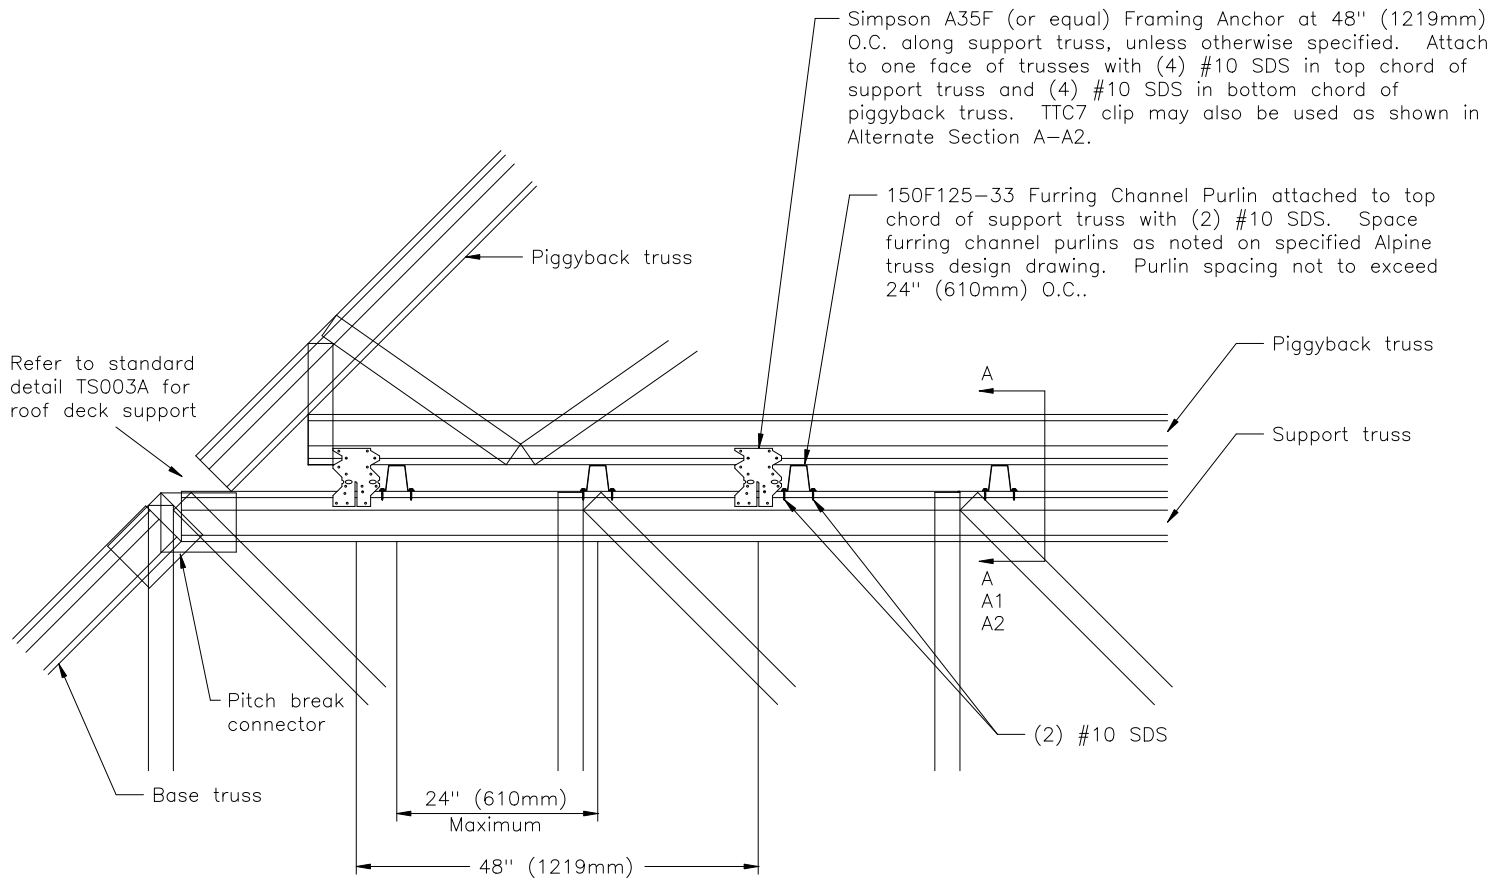 Simpson A35F (or equal) Framing Anchor at 48" (1219mm)
O.C. along support truss, unless otherwise specified. Attach
to one face of trusses with (4) #10 SDS in top chord of
support truss and (4) #10 SDS in bottom chord of
piggyback truss. TTC7 clip may also be used as shown in
Alternate Section A-A2.
150F125-33 Furring Channel Purlin attached to top
chord of support truss with (2) #10 SDS. Space
furring channel purlins as noted on specified Alpine
truss design drawing. Purlin spacing not to exceed
24" (610mm) O.C..
Piggyback truss
Piggyback truss
Refer to standard
detail TS003A for
roof deck support
A
Support truss
A
A1
A2
Pitch break
connector
(2) #10 SDS
Base truss
24" (610mm)
Maximum
48" (1219mm)